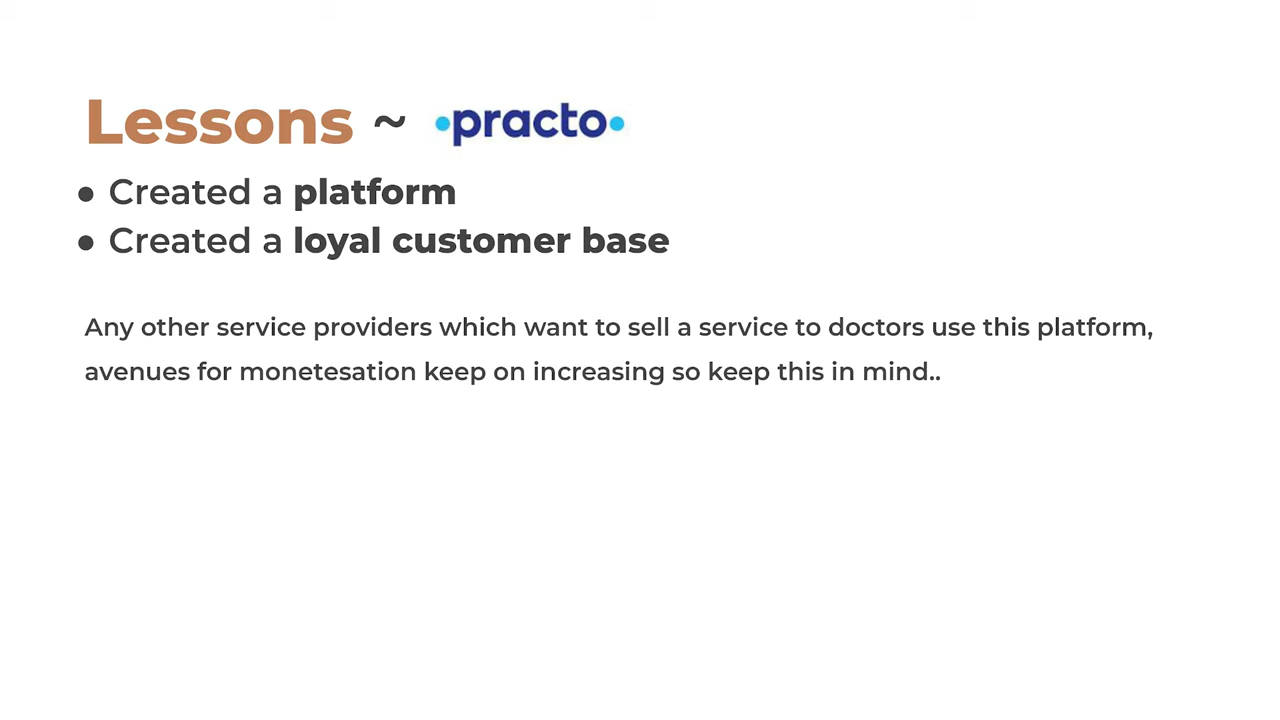 Lessons ~ •practo•
● Created a platform
● Created a loyal customer base
Any other service providers which want to sell a service to doctors use this platform,
avenues for monetesation keep on increasing so keep this in mind..